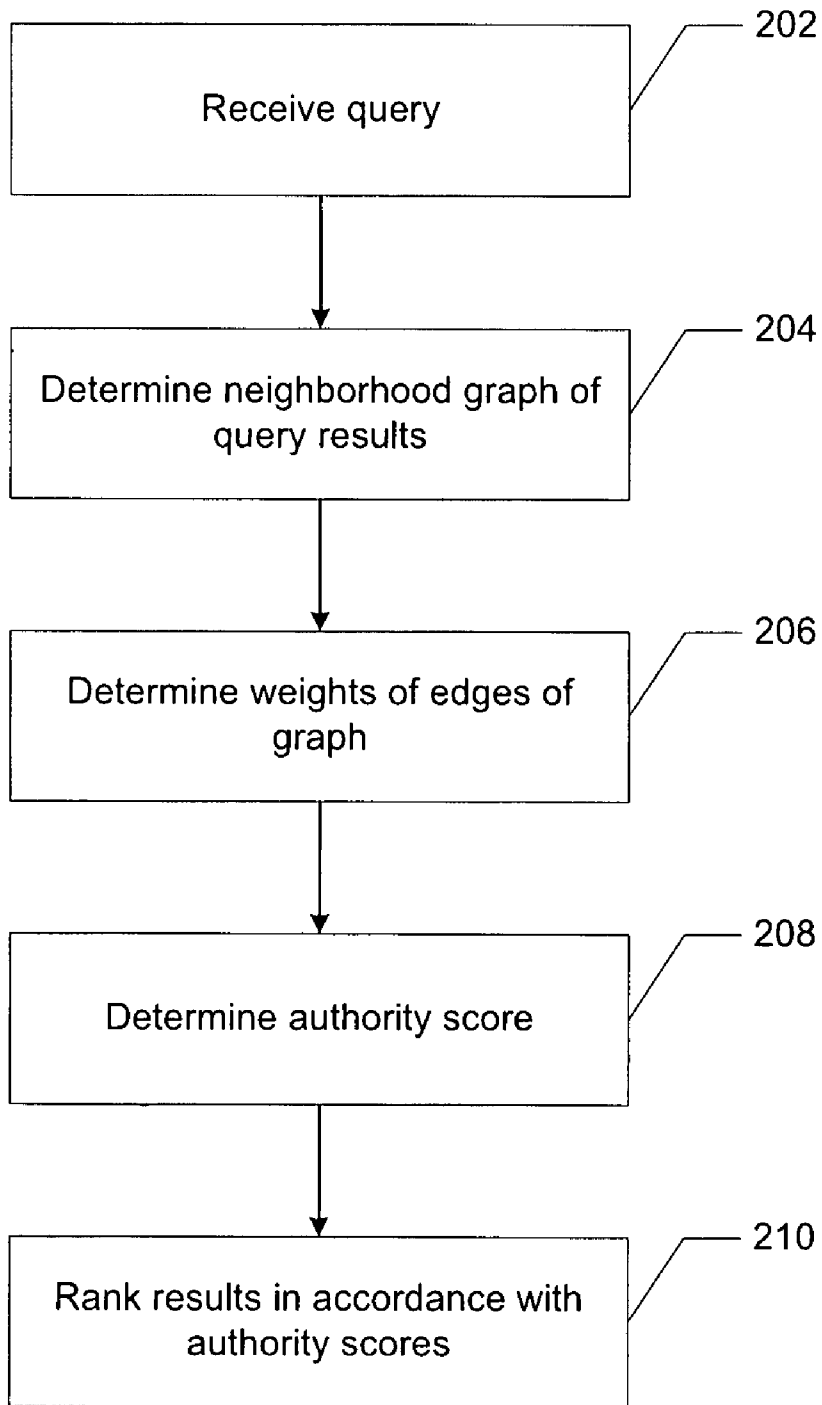 202
Receive query
204
Determine neighborhood graph of
query results
206
Determine weights of edges of
graph
208
Determine authority score
210
Rank results in accordance with
authority scores